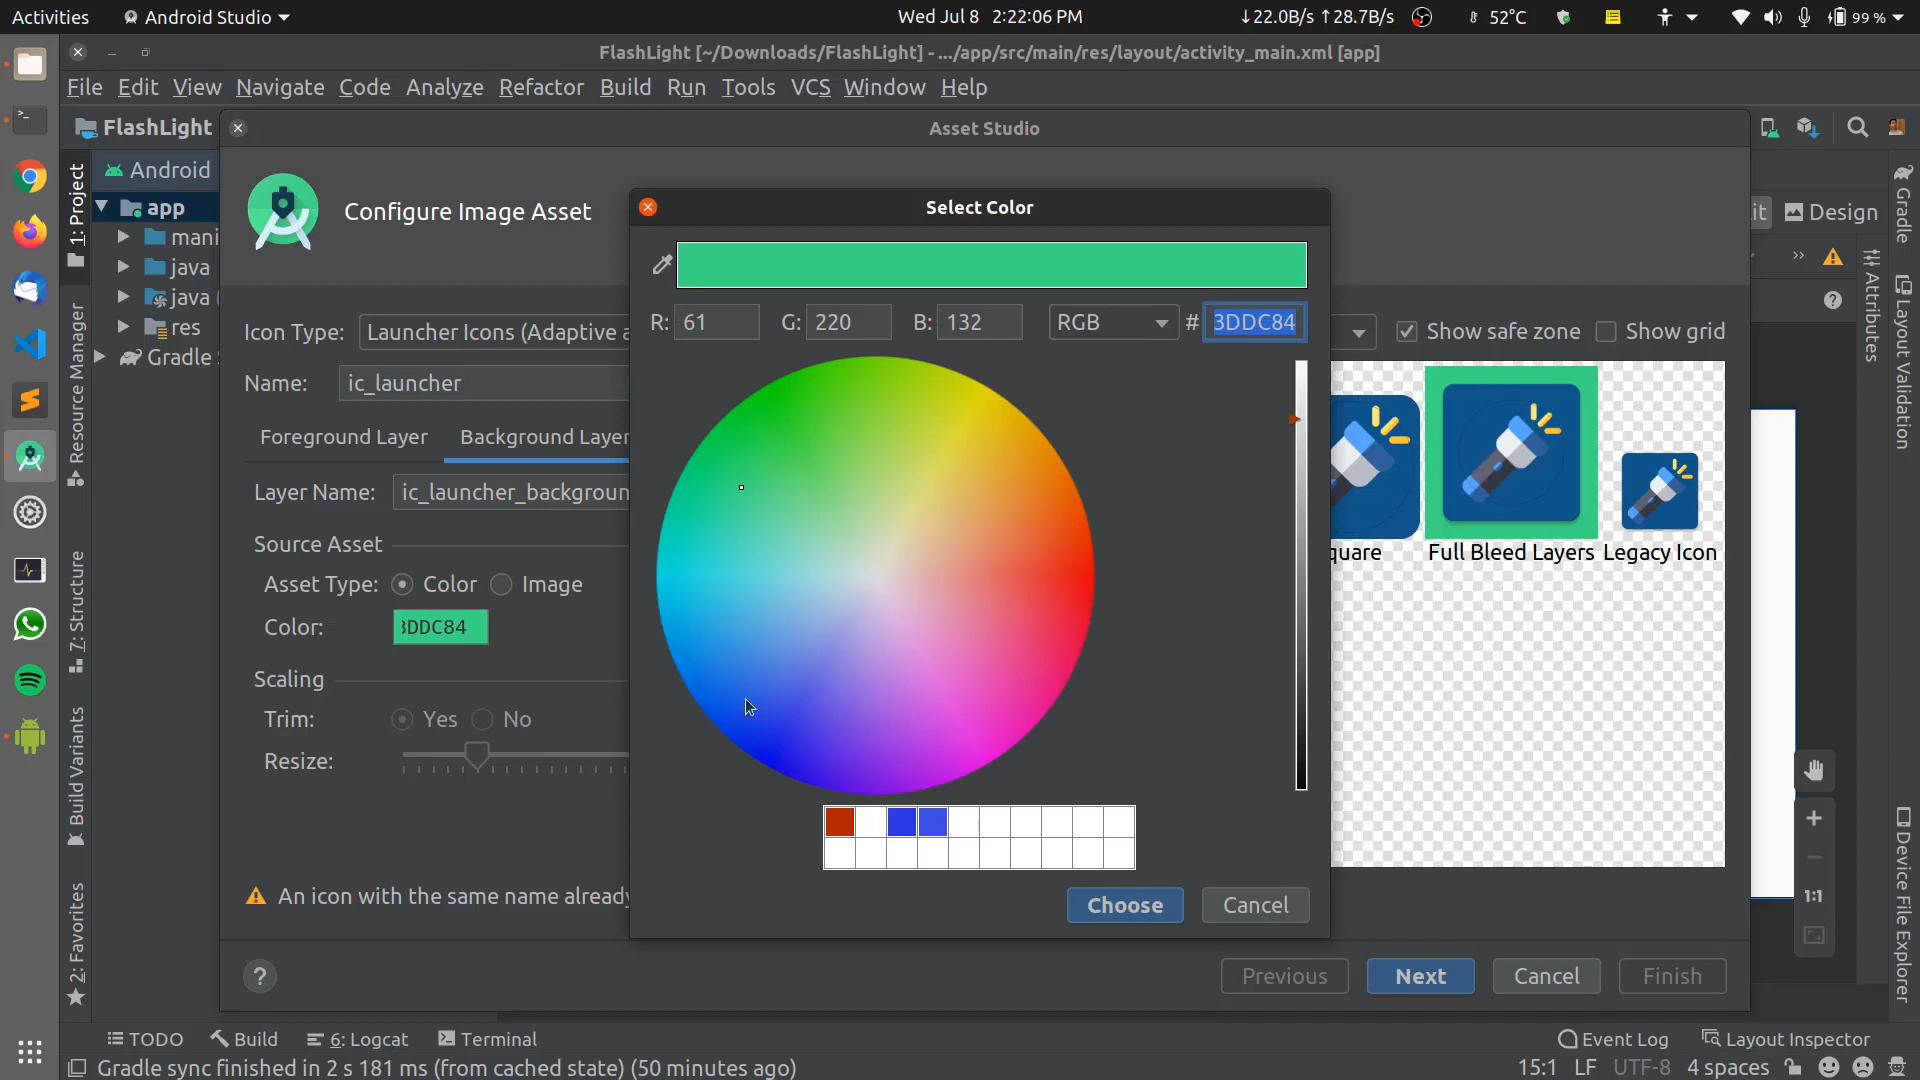 Activities
Android Studio
Wed Jul 8 2:22:06 PM
↓22.0B/s ↑28.7B/s
52°C
99 %
FlashLight [~/Downloads/FlashLight] - .../app/src/main/res/layout/activity_main.xml [app]
File Edit View Navigate Code Analyze Refactor Build Run Tools VCS Window Help
FlashLight
Asset Studio
Android
app
mani
java
java (
res
Gradle
1: Project
Resource Manager
7: Structure
Build Variants
2: Favorites
Configure Image Asset
Icon Type:
Launcher Icons (Adaptive a
Name:
ic_launcher
Foreground Layer
Background Layer
Layer Name:
ic_launcher_backgroun
Source Asset
Asset Type:
Color
Image
Color:
3DDC84
Scaling
Trim:
Yes
No
Resize:
An icon with the same name already
Select Color
R: 61
G: 220
B: 132
RGB
# 3DDC84
Choose
Cancel
Show safe zone
Show grid
quare
Full Bleed Layers
Legacy Icon
Design
Gradle
Attributes
Layout Validation
Device File Explorer
1:1
?
Previous
Next
Cancel
Finish
TODO
Build
6: Logcat
Terminal
Event Log
Layout Inspector
Gradle sync finished in 2 s 181 ms (from cached state) (50 minutes ago)
15:1 LF UTF-8 4 spaces